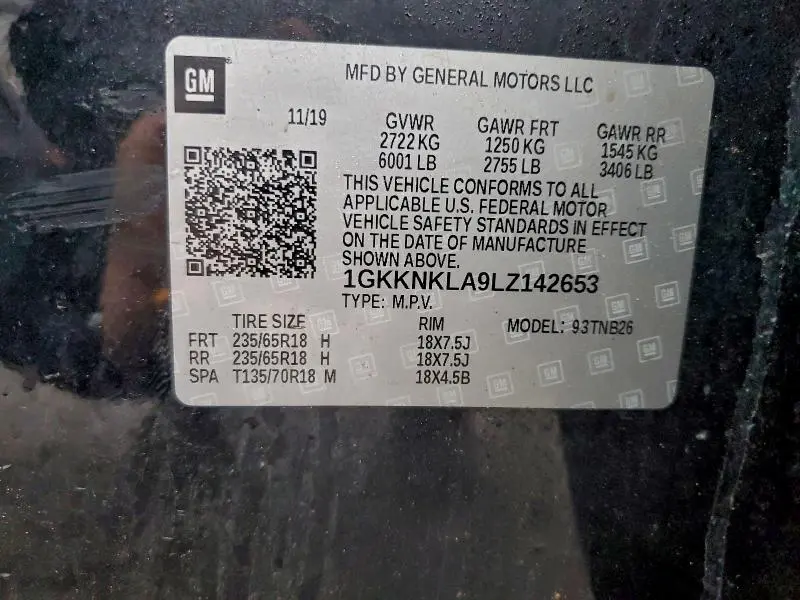 GM
MFD BY GENERAL MOTORS LLC
11/19 GVWR GAWR FRT GAWR RR
2722 KG 1250 KG 1545 KG
6001 LB 2755 LB 3406 LB
THIS VEHICLE CONFORMS TO ALL
APPLICABLE U.S. FEDERAL MOTOR
VEHICLE SAFETY STANDARDS IN EFFECT
ON THE DATE OF MANUFACTURE
SHOWN ABOVE.
1GKKNKLA9LZ142653
TYPE: M.P.V.
TIRE SIZE RIM MODEL: 93TNB26
FRT 235/65R18 H 18X7.5J
RR 235/65R18 H 18X7.5J
SPA T135/70R18 M 18X4.5B